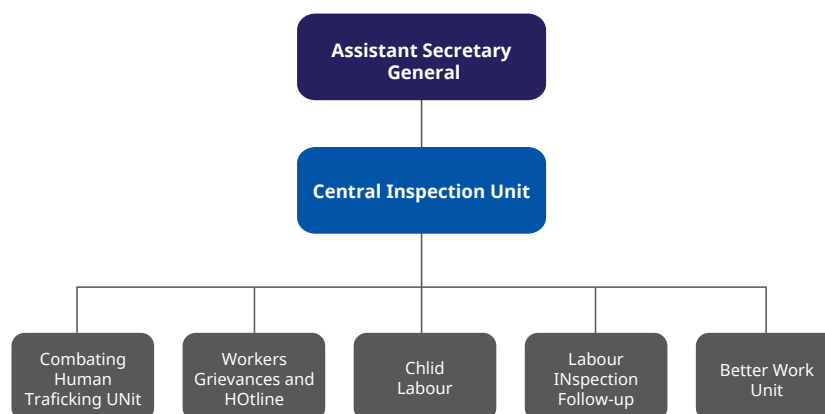 Assistant Secretary
General
Central Inspection Unit
Combating
Human
Traficking UNit
Workers
Grievances and
HOtline
Chlid
Labour
Labour
INspection
Follow-up
Better Work
Unit